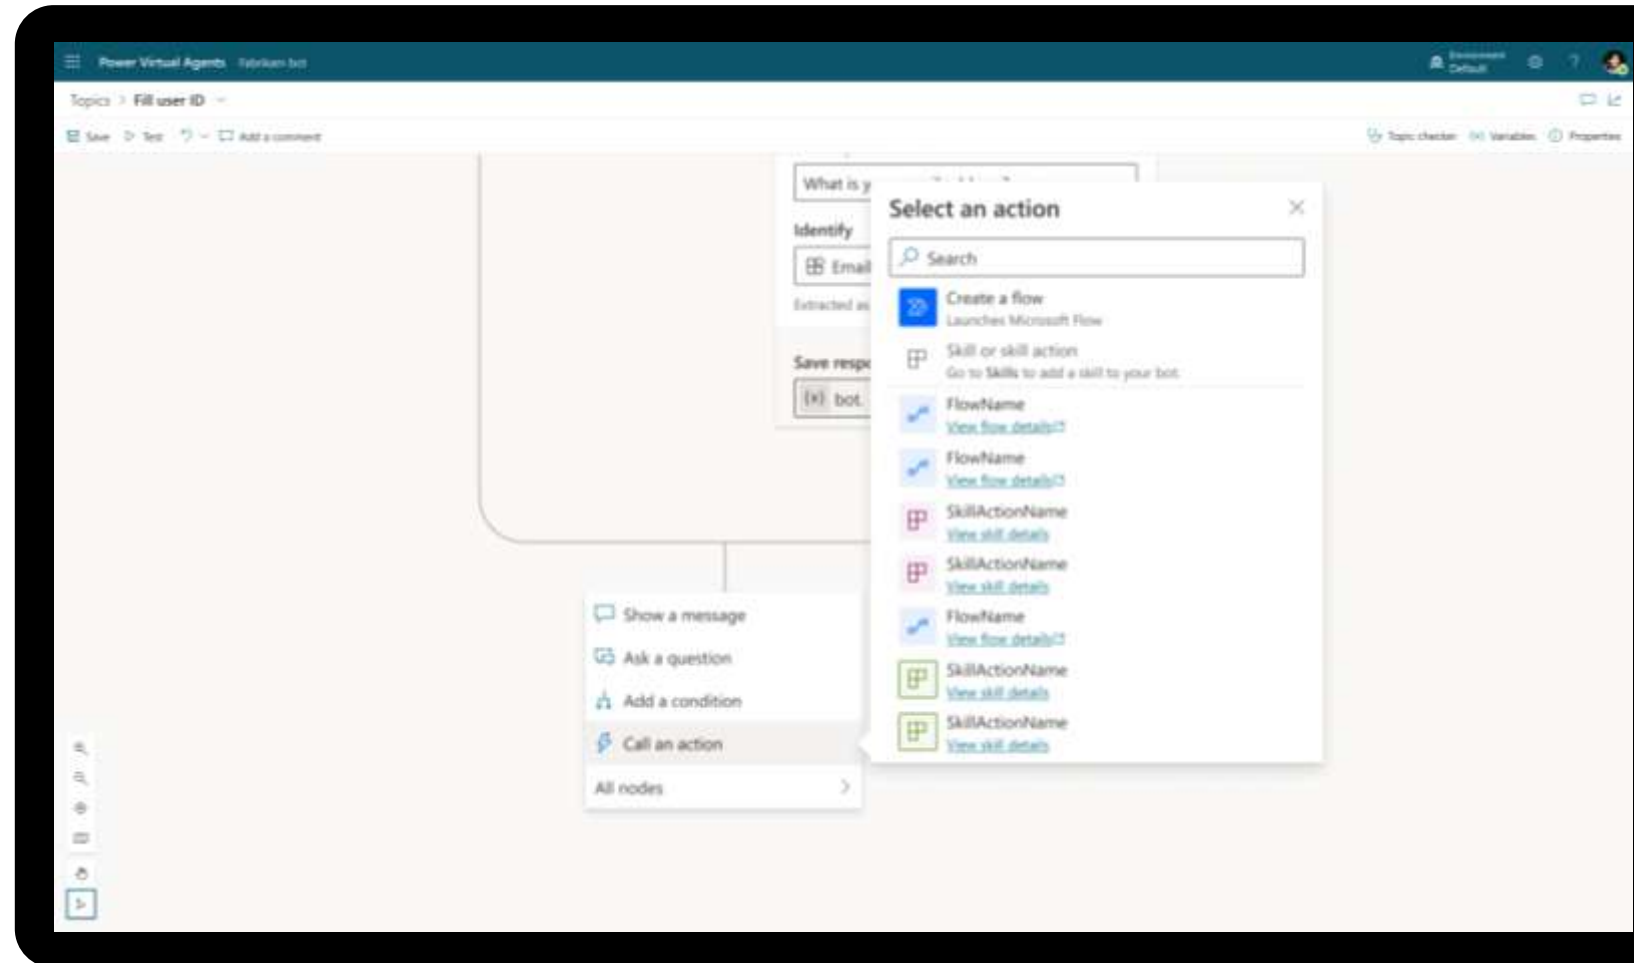 Power Virtual Agents Fabrikam bot
Environment
Default
?
Topics > Fill user ID
Save Test Add a comment
Topic checker (x) Variables Properties
What is y
Identify
Email
Extracted as
Save respo
{x} bot.
Select an action
Search
Create a flow
Launches Microsoft Flow
Skill or skill action
Go to Skills to add a skill to your bot.
FlowName
View flow details
FlowName
View flow details
SkillActionName
View skill details
SkillActionName
View skill details
FlowName
View flow details
SkillActionName
View skill details
SkillActionName
View skill details
Show a message
Ask a question
Add a condition
Call an action
All nodes